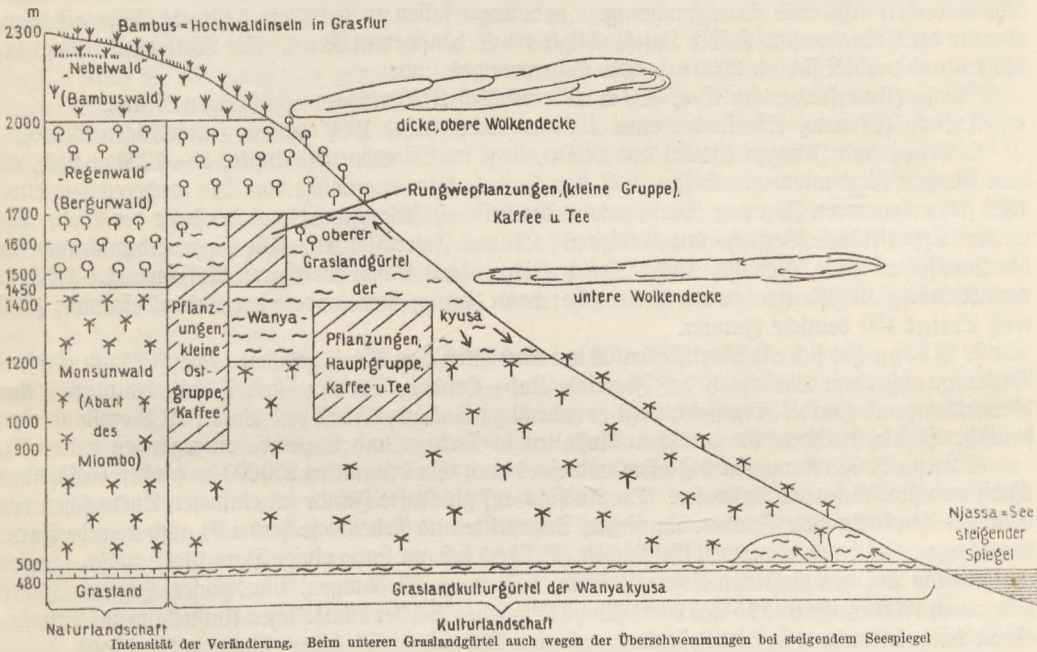 m
2300
Bambus=Hochwaldinseln in Grasflur
„Nebelwald"
(Bambuswald)
dicke obere Wolkendecke
2000
„Regenwald"
(Bergurwald)
Rungwepflanzungen, (kleine Gruppe),
Kaffee u Tee
1700
1600
1500
1450
1400
oberer
Graslandgürtel
der
Wanya-
kyusa
untere Wolkendecke
Pflanz-
ungen,
kleine
Ost-
gruppe,
Kaffee
Pflanzungen,
Hauptgruppe,
Kaffee u Tee
1200
Monsunwald
(Abart
des
Miombo)
1000
900
Njassa=See
steigender
Spiegel
500
480
Grasland
Graslandkulturgürtel der Wanyakyusa
Naturlandschaft
Kulturlandschaft
Intensität der Veränderung. Beim unteren Graslandgürtel auch wegen der Überschwemmungen bei steigendem Seespiegel